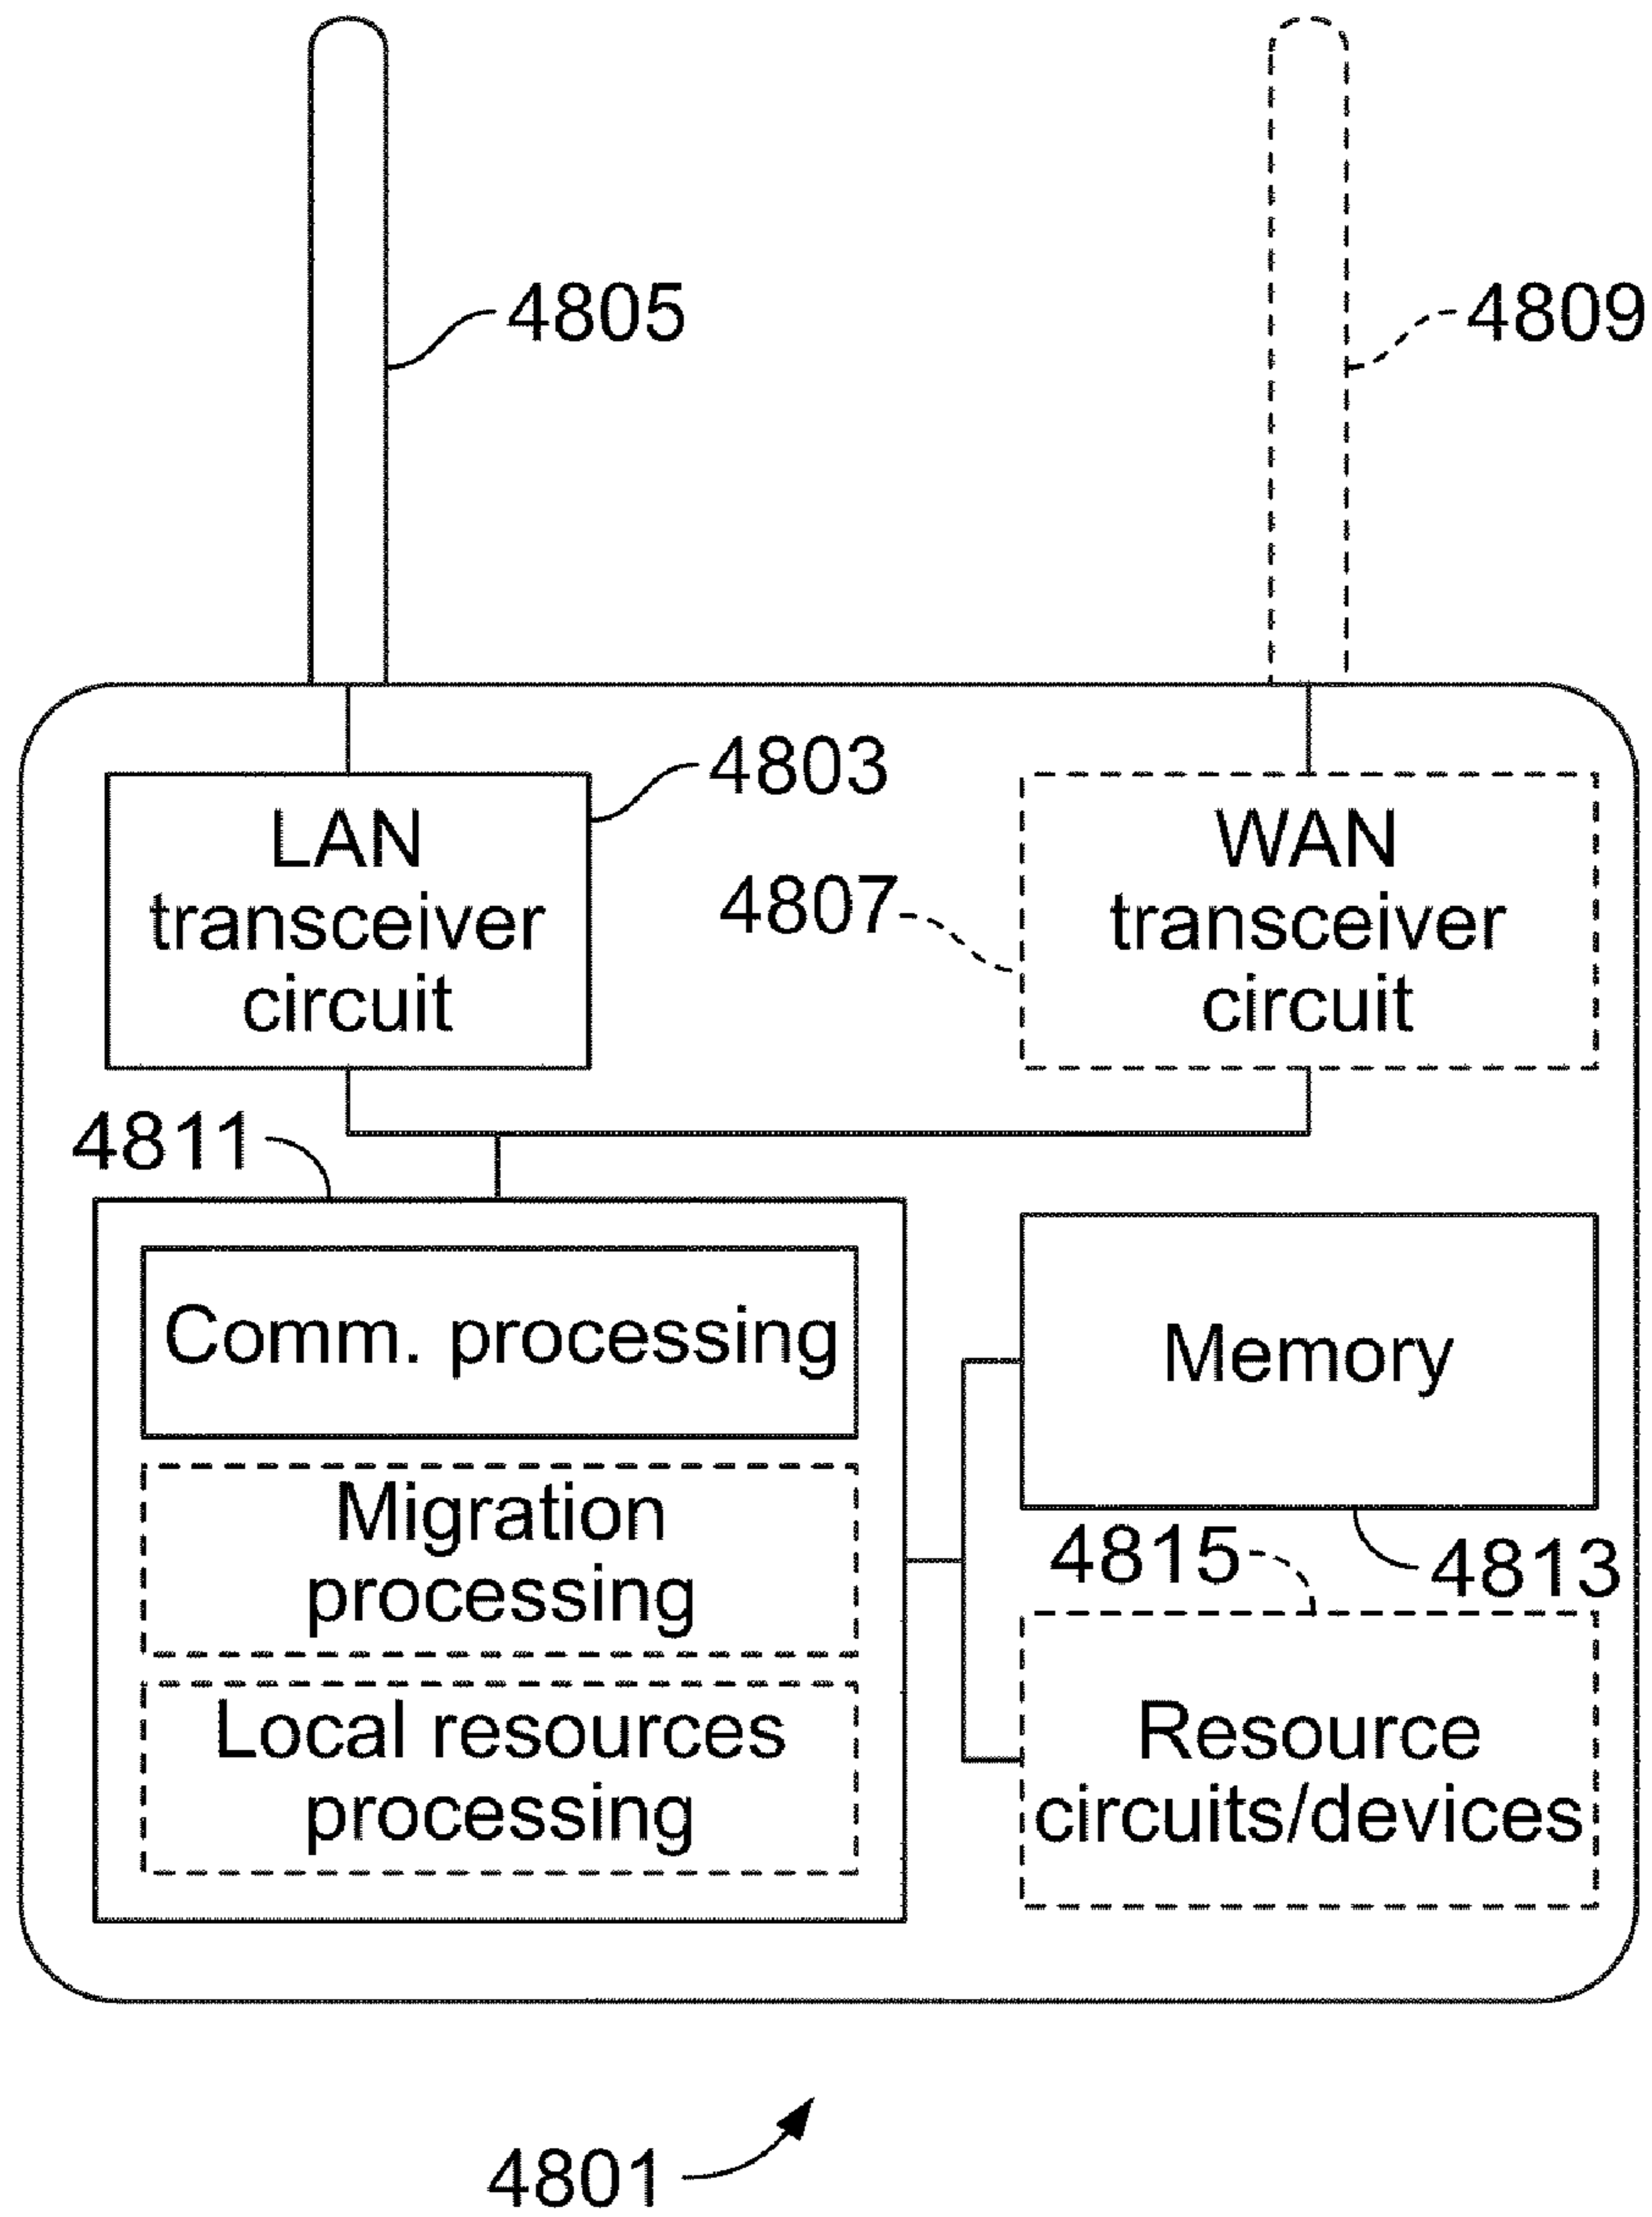 4805
4809
4803
LAN
transceiver
circuit
4807
WAN
transceiver
circuit
4811
Comm. processing
Migration
processing
Local resources
processing
Memory
4813
4815
Resource
circuits/devices
4801